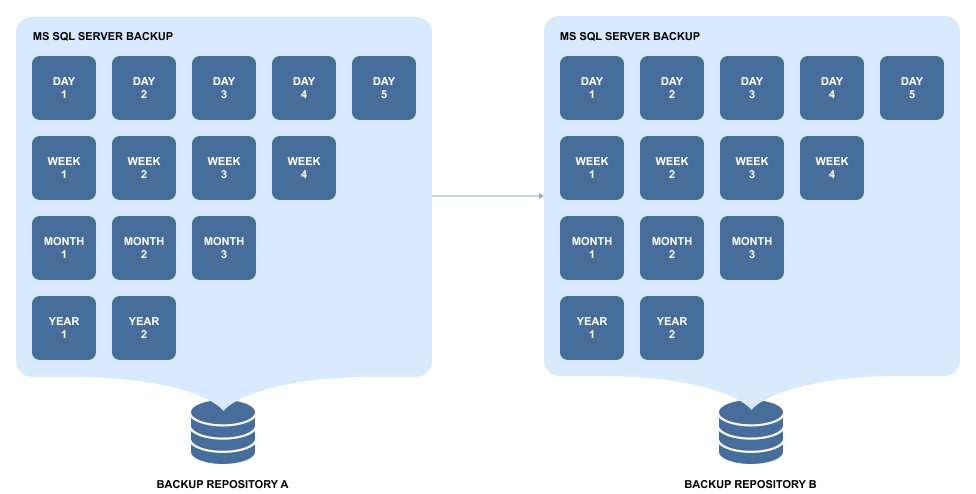 MS SQL SERVER BACKUP
DAY
1
DAY
2
DAY
3
DAY
4
DAY
5
WEEK
1
WEEK
2
WEEK
3
WEEK
4
MONTH
1
MONTH
2
MONTH
3
YEAR
1
YEAR
2
BACKUP REPOSITORY A
MS SQL SERVER BACKUP
DAY
1
DAY
2
DAY
3
DAY
4
DAY
5
WEEK
1
WEEK
2
WEEK
3
WEEK
4
MONTH
1
MONTH
2
MONTH
3
YEAR
1
YEAR
2
BACKUP REPOSITORY B